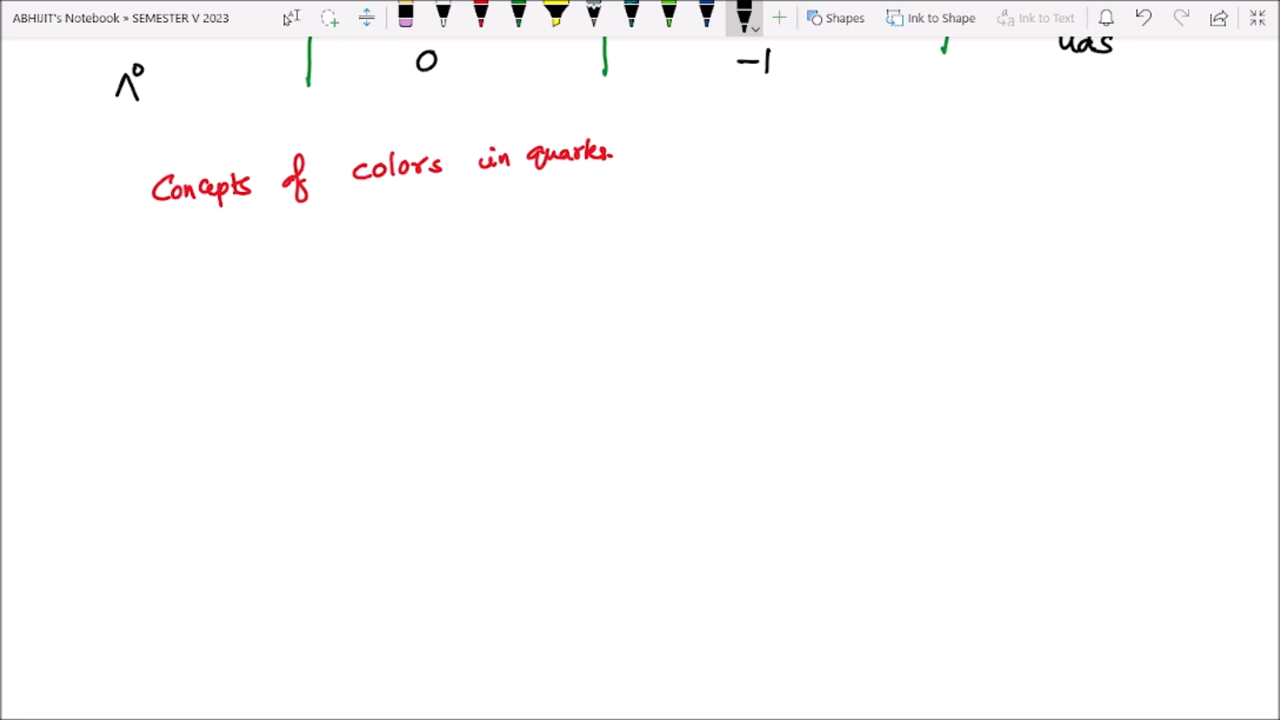 ABHIJIT's Notebook » SEMESTER V 2023
Shapes
Ink to Shape
Ink to Text
Λ⁰ 0 -1 uds
Concepts of colors in quarks.